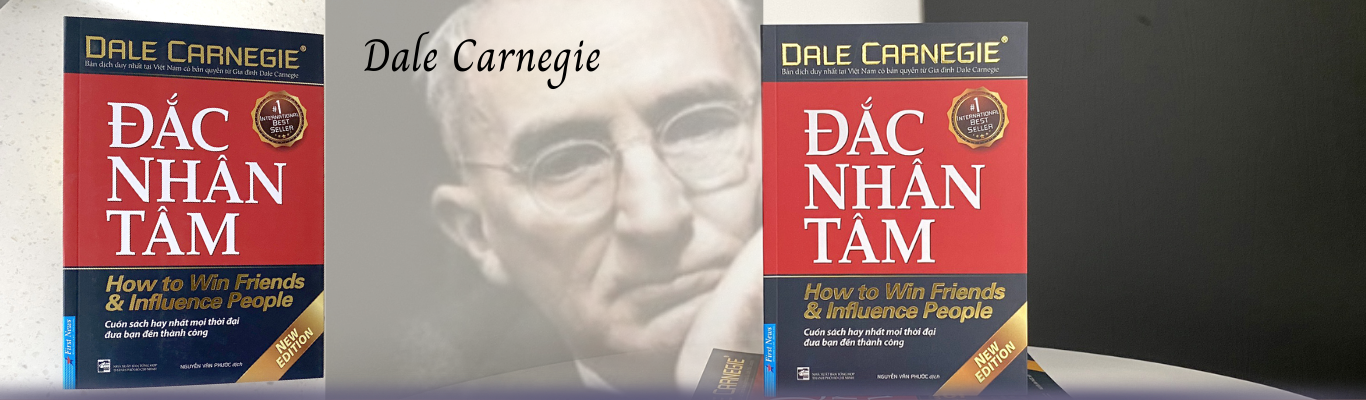 DALE CARNEGIE®
Bản dịch duy nhất tại Việt Nam có bản quyền từ Gia đình Dale Carnegie
#1
INTERNATIONAL
BEST
SELLER
ĐẮC
NHÂN
TÂM
How to Win Friends
& Influence People
Cuốn sách hay nhất mọi thời đại
đưa bạn đến thành công
NEW
EDITION
First News
NGUYỄN VĂN PHƯỚC dịch
Dale Carnegie
DALE CARNEGIE®
Bản dịch duy nhất tại Việt Nam có bản quyền từ Gia đình Dale Carnegie
#1
INTERNATIONAL
BEST
SELLER
ĐẮC
NHÂN
TÂM
How to Win Friends
& Influence People
Cuốn sách hay nhất mọi thời đại
đưa bạn đến thành công
NEW
EDITION
First News
NGUYỄN VĂN PHƯỚC dịch
CARNEGIE